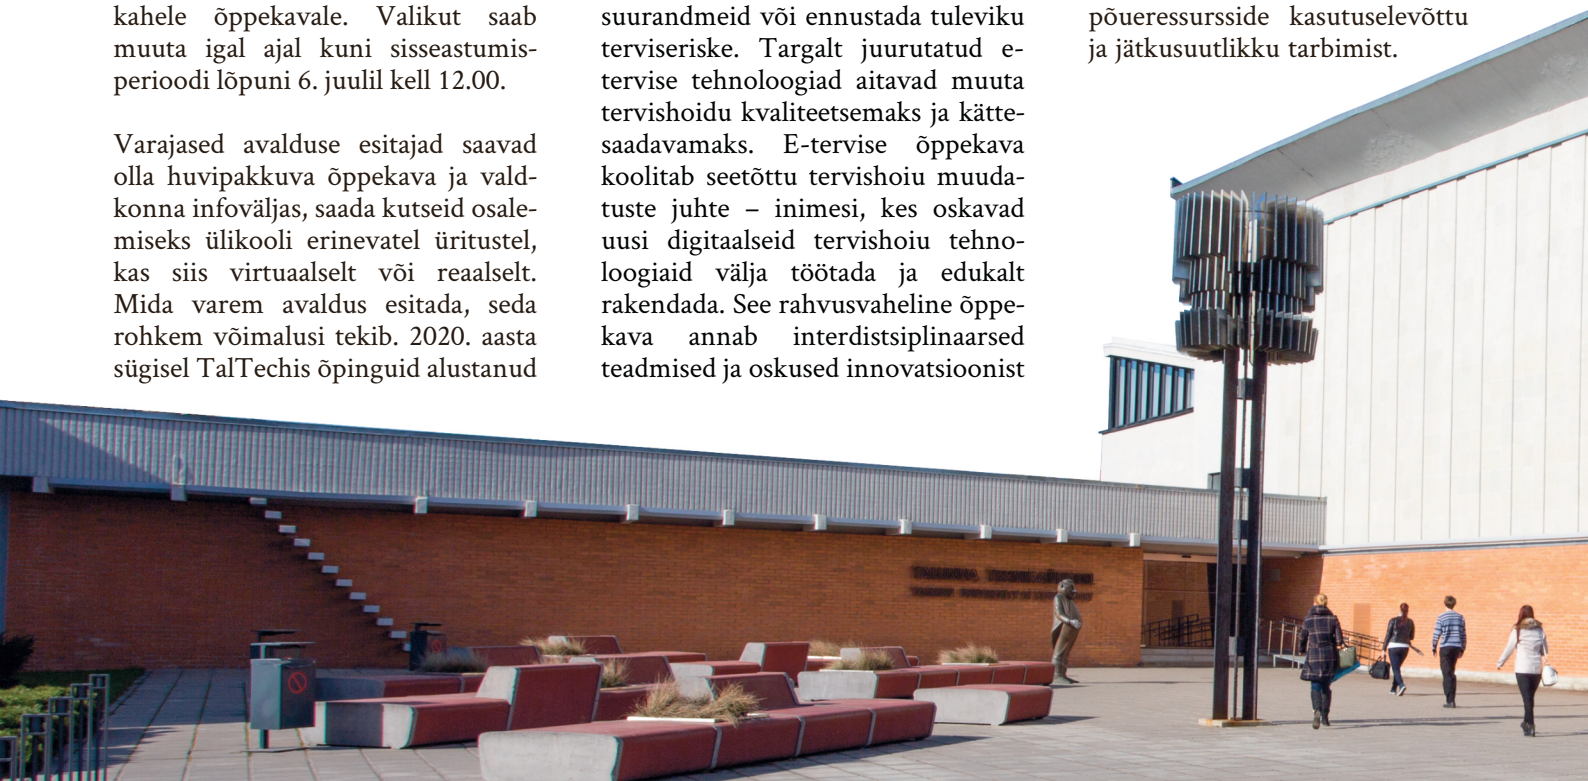 kahele õppekavale. Valikut saab
muuta igal ajal kuni sisseastumis-
perioodi lõpuni 6. juulil kell 12.00.
Varajased avalduse esitajad saavad
olla huvipakkuva õppekava ja vald-
konna infoväljas, saada kutseid osale-
miseks ülikooli erinevatel üritustel,
kas siis virtuaalselt või reaalselt.
Mida varem avaldus esitada, seda
rohkem võimalusi tekib. 2020. aasta
sügisel TalTechis õpinguid alustanud
suurandmeid või ennustada tuleviku
terviseriske. Targalt juurutatud e-
tervise tehnoloogiad aitavad muuta
tervishoidu kvaliteetsemaks ja kätte-
saadavamaks. E-tervise õppekava
koolitab seetõttu tervishoiu muuda-
tuste juhte – inimesi, kes oskavad
uusi digitaalseid tervishoiu tehno-
loogiaid välja töötada ja edukalt
rakendada. See rahvusvaheline õppe-
kava annab interdistsiplinaarsed
teadmised ja oskused innovatsioonist
põueressursside kasutuselevõttu
ja jätkusuutlikku tarbimist.